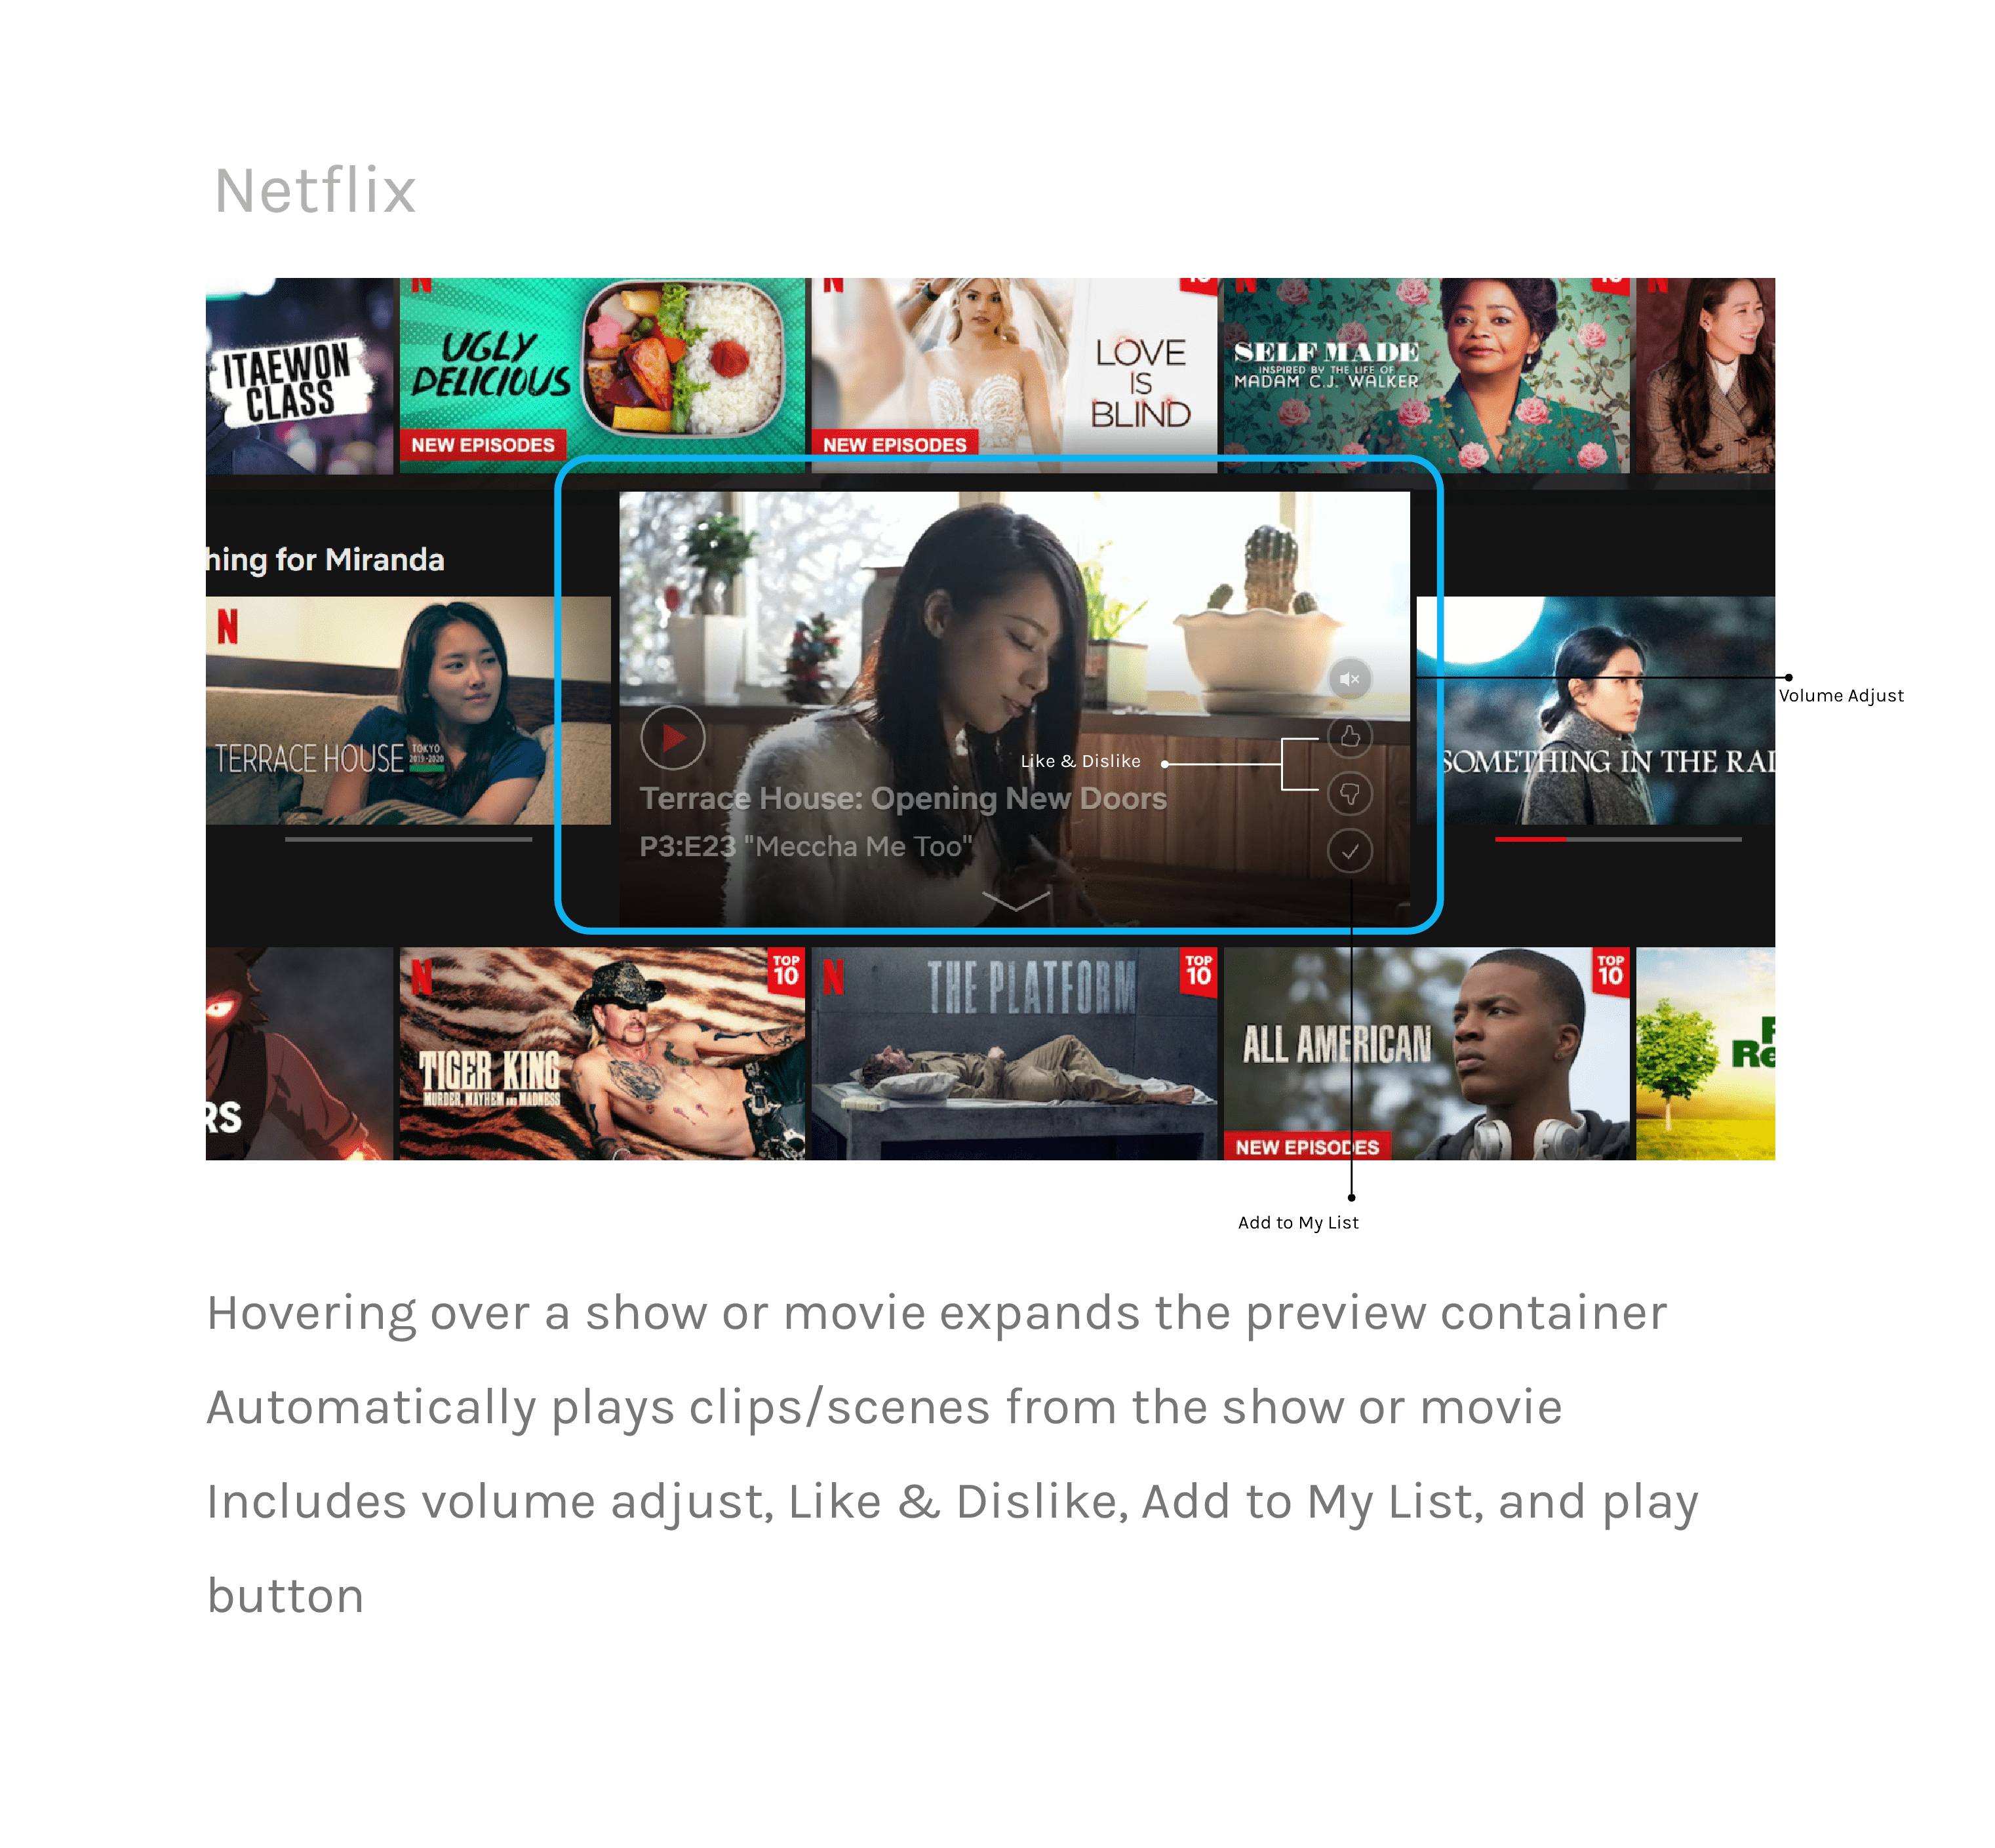 Netflix
ITAEWON
CLASS
UGLY
DELICIOUS
NEW EPISODES
LOVE
IS
BLIND
NEW EPISODES
SELF MADE
INSPIRED BY THE LIFE OF
MADAM C.J. WALKER
hing for Miranda
N
TERRACE HOUSE TOKYO
2019-2020
Like & Dislike
Terrace House: Opening New Doors
P3:E23 "Meccha Me Too"
SOMETHING IN THE RAI
Volume Adjust
RS
N
TIGER KING
MURDER, MAYHEM AND MADNESS
TOP
10
N
THE PLATFORM
TOP
10
ALL AMERICAN
NEW EPISODES
TOP
10
Re
Add to My List
Hovering over a show or movie expands the preview container
Automatically plays clips/scenes from the show or movie
Includes volume adjust, Like & Dislike, Add to My List, and play
button